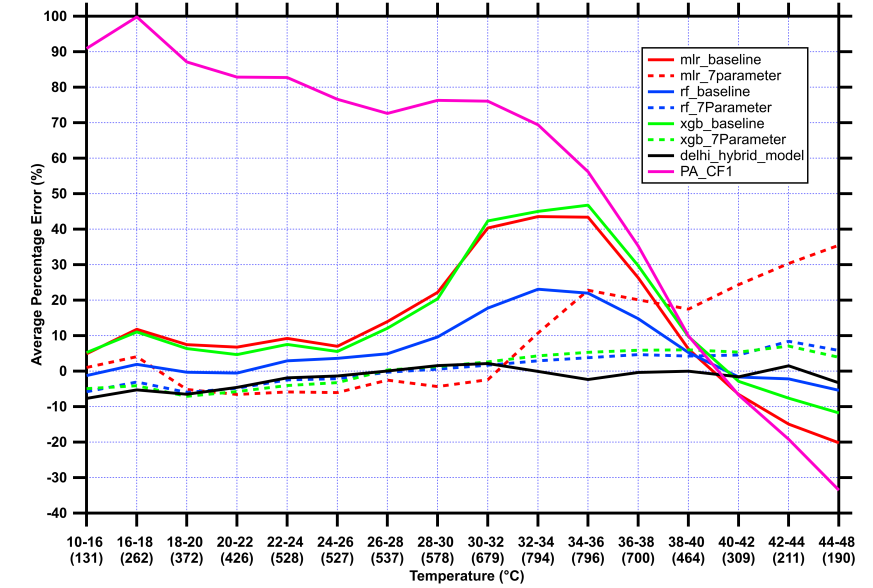 Average Percentage Error (%)
100
90
80
70
60
50
40
30
20
10
0
-10
-20
-30
-40
mlr_baseline
mlr_7parameter
rf_baseline
rf_7Parameter
xgb_baseline
xgb_7Parameter
delhi_hybrid_model
PA_CF1
10-16 16-18 18-20 20-22 22-24 24-26 26-28 28-30 30-32 32-34 34-36 36-38 38-40 40-42 42-44 44-48
(131) (262) (372) (426) (528) (527) (537) (578) (679) (794) (796) (700) (464) (309) (211) (190)
Temperature (°C)